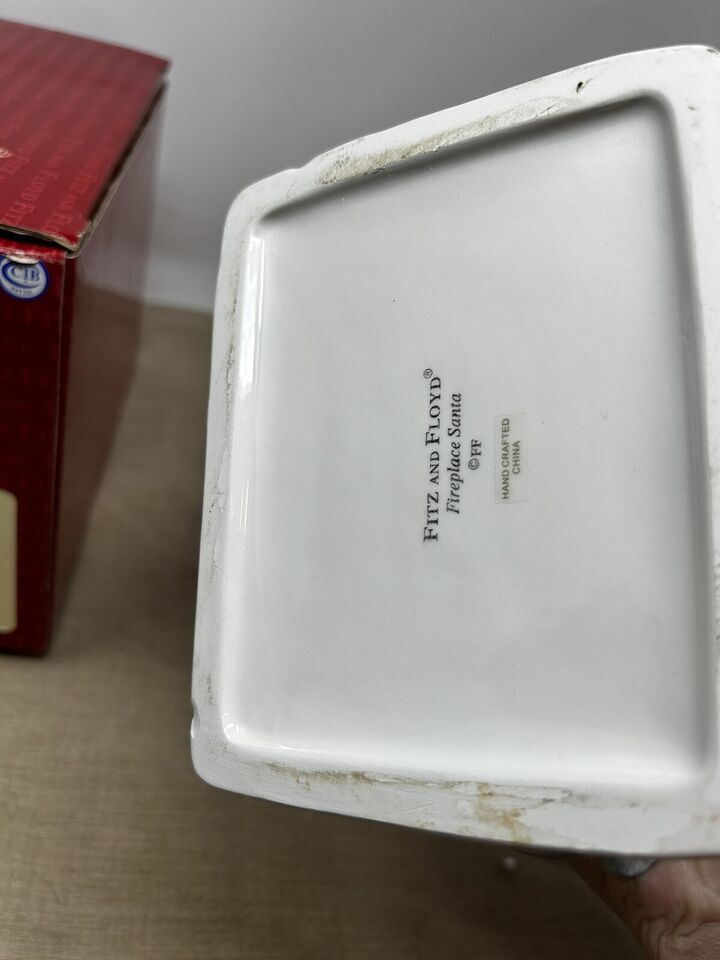 FITZ AND FLOYD®
Fireplace Santa
©FF
HAND CRAFTED
CHINA
CIB